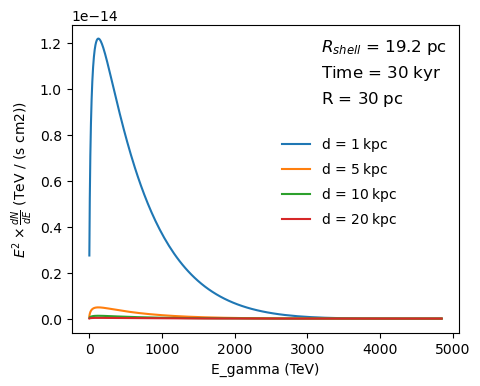 1e−14
1.2
1.0
0.8
0.6
0.4
0.2
0.0
E² × dN/dE (TeV / (s cm2))
R_shell = 19.2 pc
Time = 30 kyr
R = 30 pc
d = 1 kpc
d = 5 kpc
d = 10 kpc
d = 20 kpc
0 1000 2000 3000 4000 5000
E_gamma (TeV)